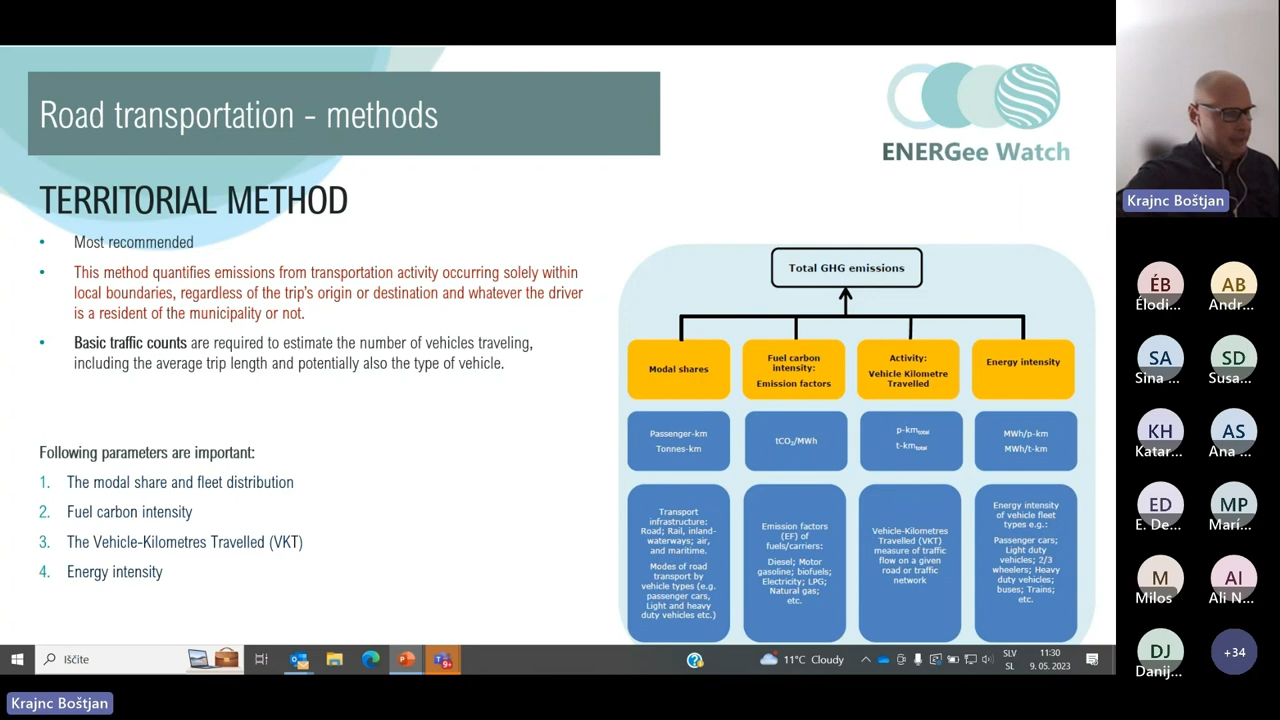 Road transportation - methods
ENERGee Watch
TERRITORIAL METHOD
• Most recommended
• This method quantifies emissions from transportation activity occurring solely within
local boundaries, regardless of the trip's origin or destination and whatever the driver
is a resident of the municipality or not.
• Basic traffic counts are required to estimate the number of vehicles traveling,
including the average trip length and potentially also the type of vehicle.
Following parameters are important:
1. The modal share and fleet distribution
2. Fuel carbon intensity
3. The Vehicle-Kilometres Travelled (VKT)
4. Energy intensity
Total GHG emissions
Modal shares
Fuel carbon
intensity:
Emission factors
Activity:
Vehicle Kilometre
Travelled
Energy intensity
Passenger-km
Tonnes-km
tCO₂/MWh
p-kmtotal
t-kmtotal
MWh/p-km
MWh/t-km
Transport
infrastructure:
Road; Rail, inland-
waterways; air,
and maritime.
Modes of road
transport by
vehicle types (e.g.
passenger cars,
Light and heavy
duty vehicles etc.)
Emission factors
(EF) of
fuels/carriers:
Diesel; Motor
gasoline; biofuels;
Electricity; LPG;
Natural gas;
etc.
Vehicle-Kilometres
Travelled (VKT)
measure of traffic
flow on a given
road or traffic
network
Energy intensity
of vehicle fleet
types e.g.:
Passenger cars;
Light duty
vehicles; 2/3
wheelers; Heavy
duty vehicles;
buses; Trains;
etc.
Iščite
11°C Cloudy
SLV
SL
11:30
9. 05. 2023
Krajnc Boštjan
Krajnc Boštjan
ÉB
Élodi...
AB
Andr...
SA
Sina ...
SD
Susa...
KH
Katar...
AS
Ana ...
ED
E. De...
MP
Marí...
M
Milos
AI
Ali N...
DJ
Danij...
+34